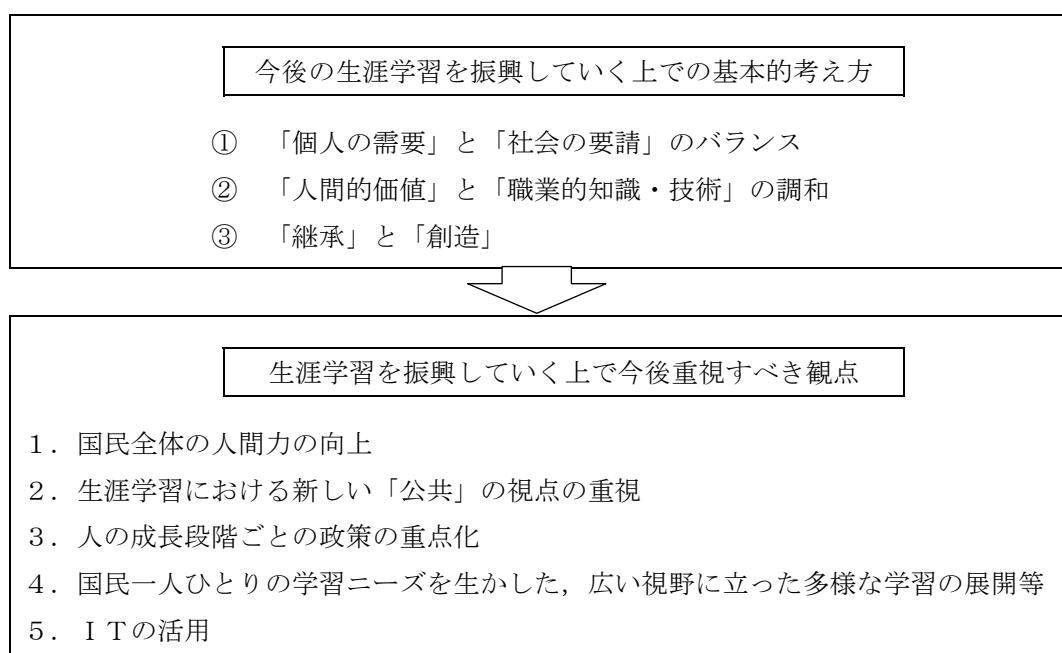 今後の生涯学習を振興していく上での基本的考え方
① 「個人の需要」と「社会の要請」のバランス
② 「人間的価値」と「職業的知識・技術」の調和
③ 「継承」と「創造」
生涯学習を振興していく上で今後重視すべき観点
１．国民全体の人間力の向上
２．生涯学習における新しい「公共」の視点の重視
３．人の成長段階ごとの政策の重点化
４．国民一人ひとりの学習ニーズを生かした，広い視野に立った多様な学習の展開等
５．ＩＴの活用